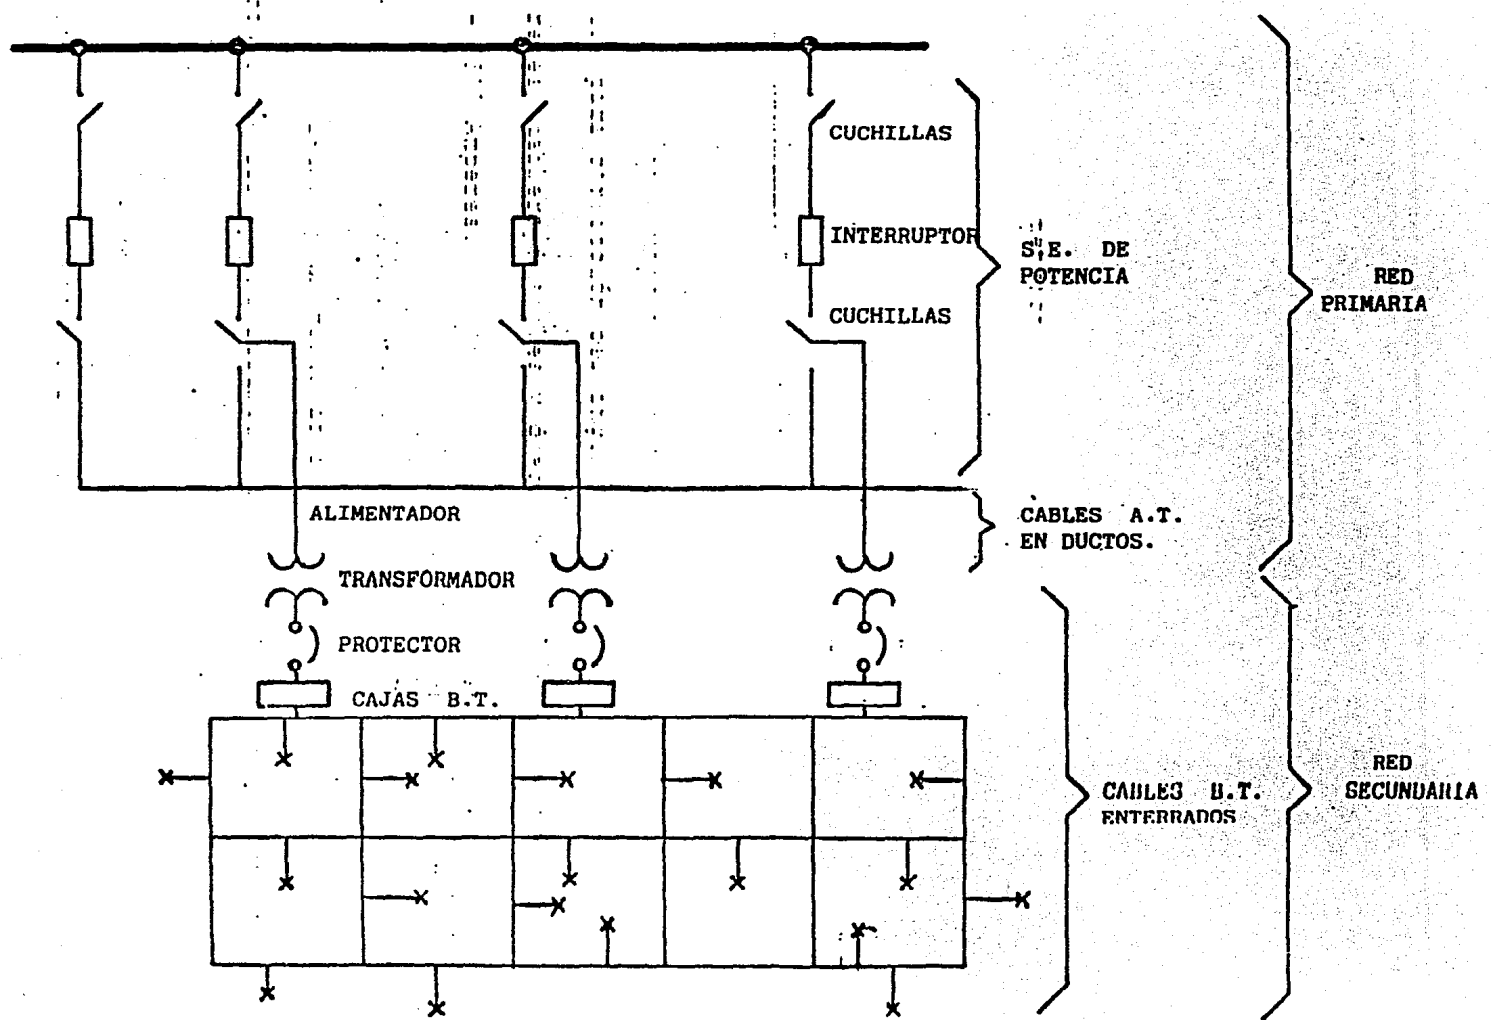 CUCHILLAS
INTERRUPTOR
S.E. DE
POTENCIA
RED
PRIMARIA
CUCHILLAS
ALIMENTADOR
CABLES A.T.
EN DUCTOS.
TRANSFORMADOR
PROTECTOR
CAJAS B.T.
CABLES B.T.
ENTERRADOS
RED
SECUNDARIA